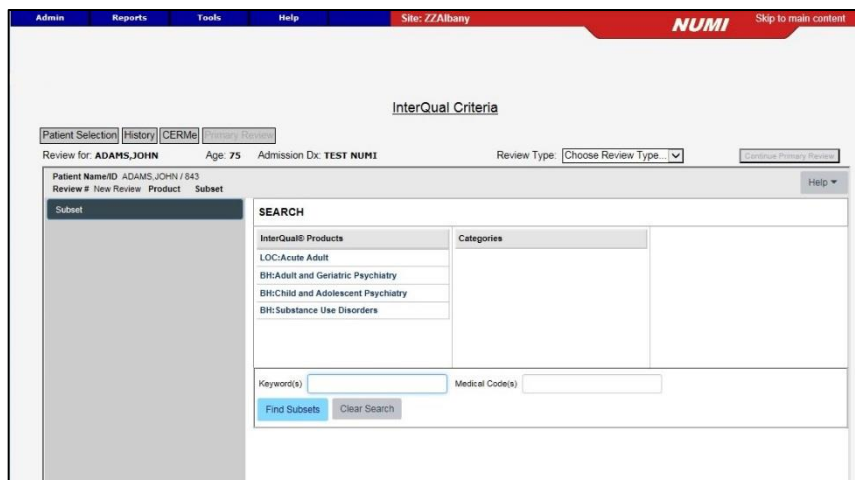 Admin Reports Tools Help Site: ZZAlbany NUMI Skip to main content
InterQual Criteria
Patient Selection History CERMe Primary Review
Review for: ADAMS,JOHN Age: 75 Admission Dx: TEST NUMI Review Type: Choose Review Type... Continue Primary Review
Patient Name/ID ADAMS,JOHN / 843 Help
Review # New Review Product Subset
Subset
SEARCH
InterQual® Products Categories
LOC:Acute Adult
BH:Adult and Geriatric Psychiatry
BH:Child and Adolescent Psychiatry
BH:Substance Use Disorders
Keyword(s) Medical Code(s)
Find Subsets Clear Search